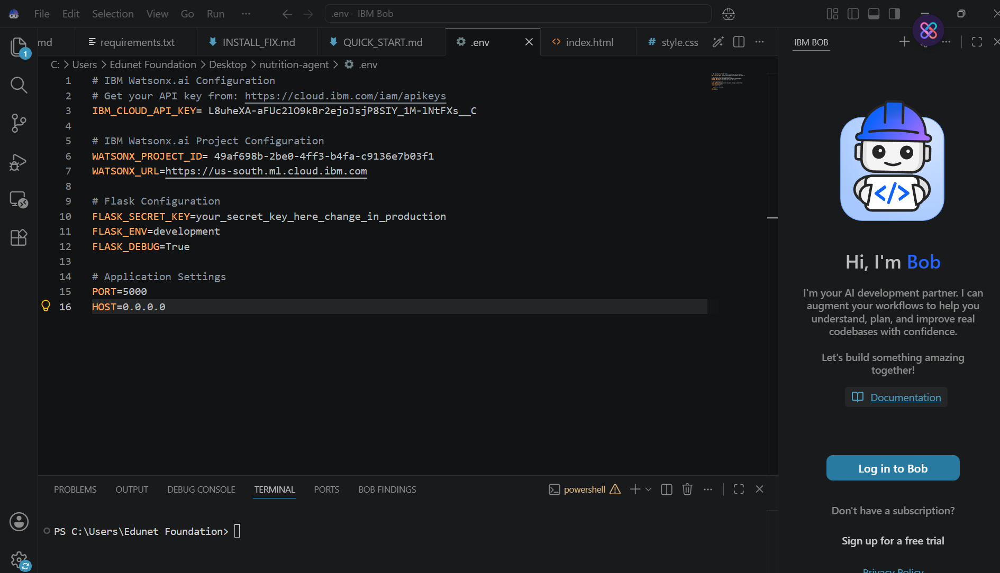 File Edit Selection View Go Run ··· .env - IBM Bob
md requirements.txt INSTALL_FIX.md QUICK_START.md .env index.html style.css
C: > Users > Edunet Foundation > Desktop > nutrition-agent > .env
1 # IBM Watsonx.ai Configuration
2 # Get your API key from: https://cloud.ibm.com/iam/apikeys
3 IBM_CLOUD_API_KEY= L8uheXA-aFUc2lO9kBr2ejoJsjP8SIY_1M-lNtFXs__C
4
5 # IBM Watsonx.ai Project Configuration
6 WATSONX_PROJECT_ID= 49af698b-2be0-4ff3-b4fa-c9136e7b03f1
7 WATSONX_URL=https://us-south.ml.cloud.ibm.com
8
9 # Flask Configuration
10 FLASK_SECRET_KEY=your_secret_key_here_change_in_production
11 FLASK_ENV=development
12 FLASK_DEBUG=True
13
14 # Application Settings
15 PORT=5000
16 HOST=0.0.0.0
PROBLEMS OUTPUT DEBUG CONSOLE TERMINAL PORTS BOB FINDINGS powershell
PS C:\Users\Edunet Foundation>
1
IBM BOB
</>
Hi, I'm Bob
I'm your AI development partner. I can
augment your workflows to help you
understand, plan, and improve real
codebases with confidence.
Let's build something amazing
together!
Documentation
Log in to Bob
Don't have a subscription?
Sign up for a free trial
Privacy Policy